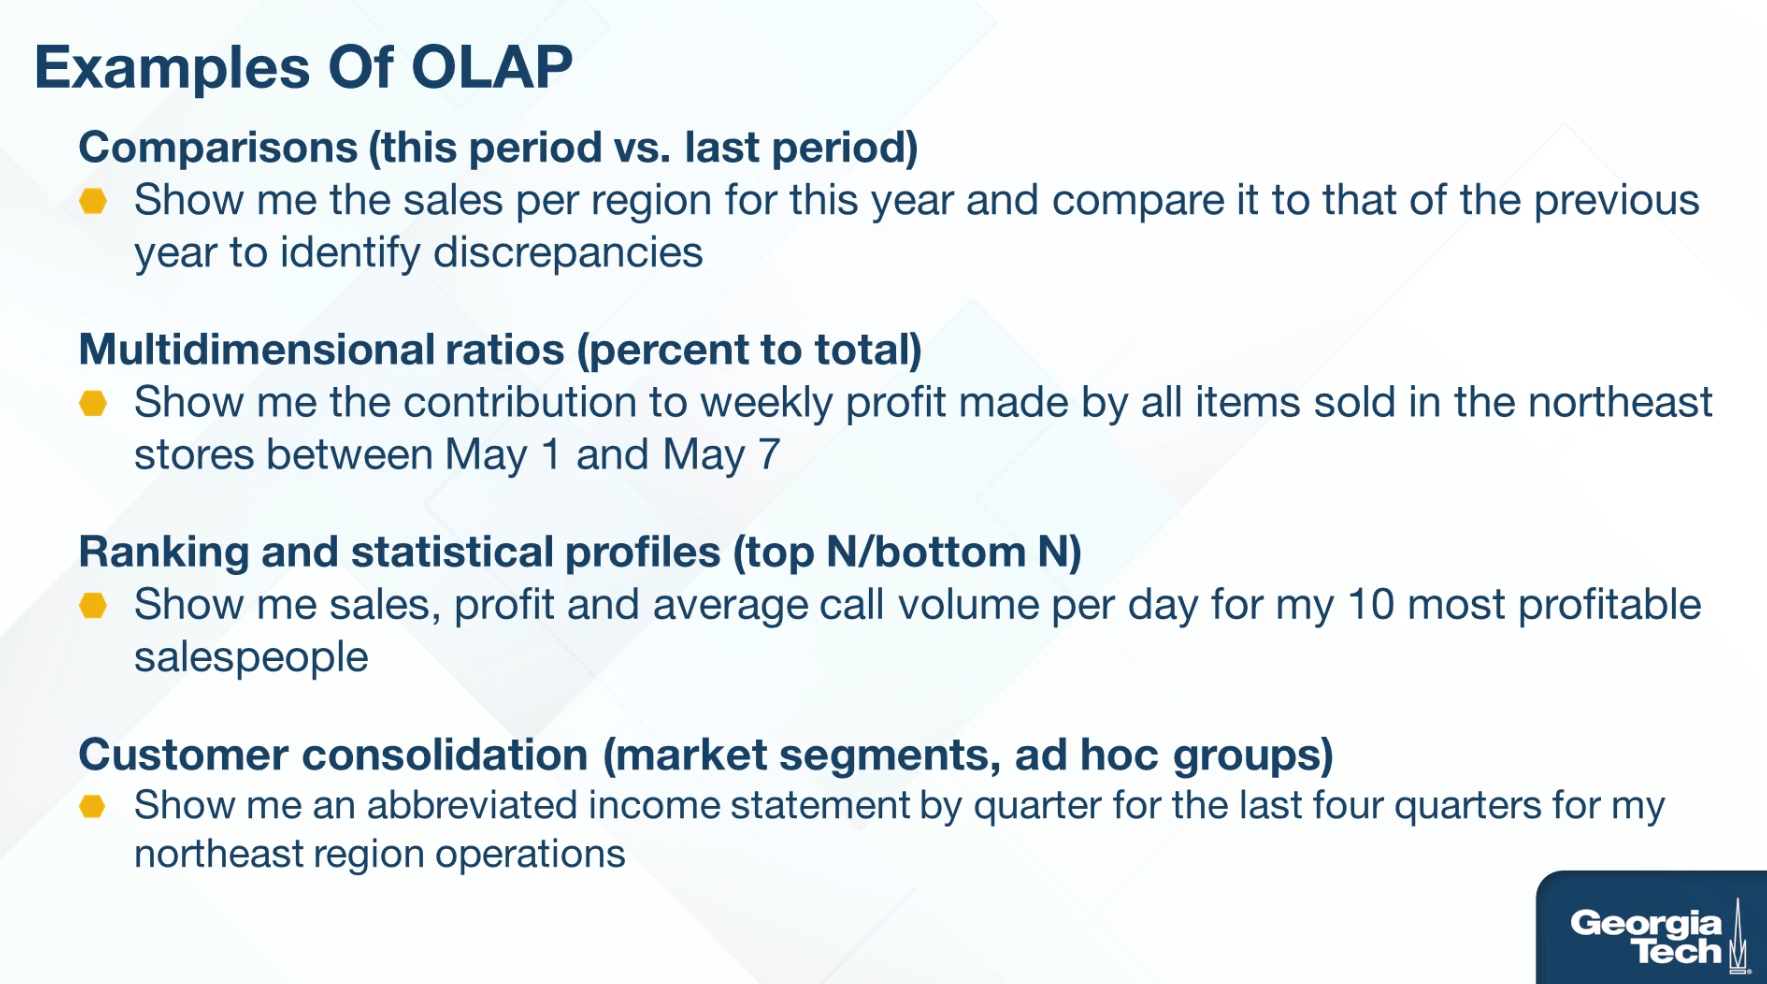 Examples Of OLAP
Comparisons (this period vs. last period)
Show me the sales per region for this year and compare it to that of the previous
year to identify discrepancies
Multidimensional ratios (percent to total)
Show me the contribution to weekly profit made by all items sold in the northeast
stores between May 1 and May 7
Ranking and statistical profiles (top N/bottom N)
Show me sales, profit and average call volume per day for my 10 most profitable
salespeople
Customer consolidation (market segments, ad hoc groups)
Show me an abbreviated income statement by quarter for the last four quarters for my
northeast region operations
Georgia
Tech